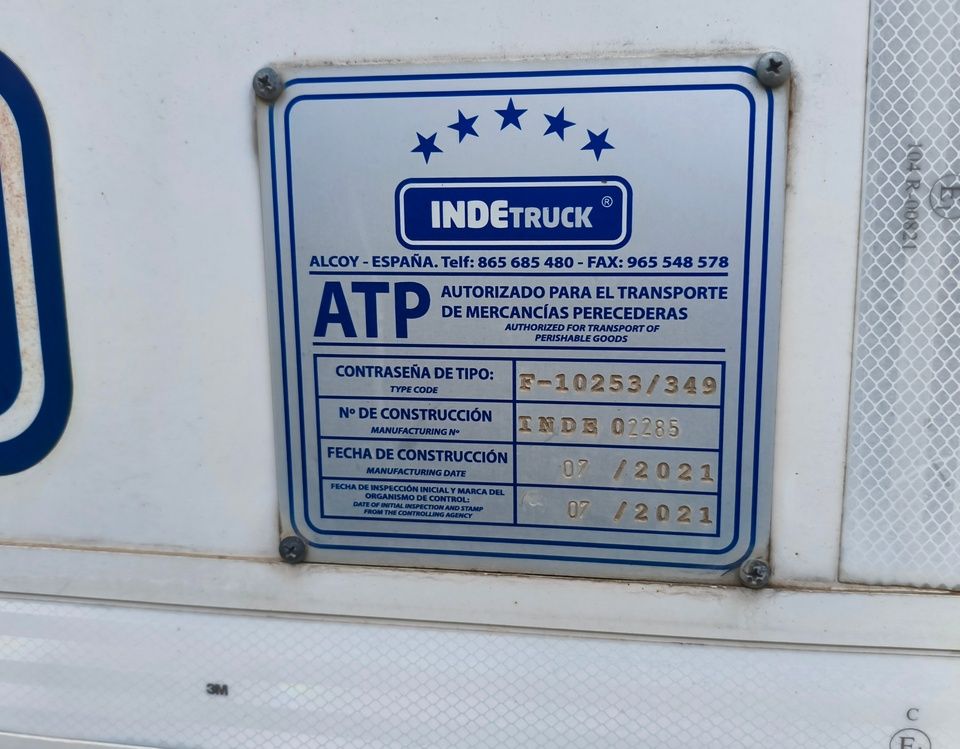 INDETRUCK ®
ALCOY - ESPAÑA. Telf: 865 685 480 - FAX: 965 548 578
ATP
AUTORIZADO PARA EL TRANSPORTE
DE MERCANCÍAS PERECEDERAS
AUTHORIZED FOR TRANSPORT OF
PERISHABLE GOODS
CONTRASEÑA DE TIPO:
TYPE CODE
F-10253/349
Nº DE CONSTRUCCIÓN
MANUFACTURING Nº
INDE 02285
FECHA DE CONSTRUCCIÓN
MANUFACTURING DATE
07 /2021
FECHA DE INSPECCIÓN INICIAL Y MARCA DEL
ORGANISMO DE CONTROL:
DATE OF INITIAL INSPECTION AND STAMP
FROM THE CONTROLLING AGENCY
07 /2021
104 R-00821
3M
C